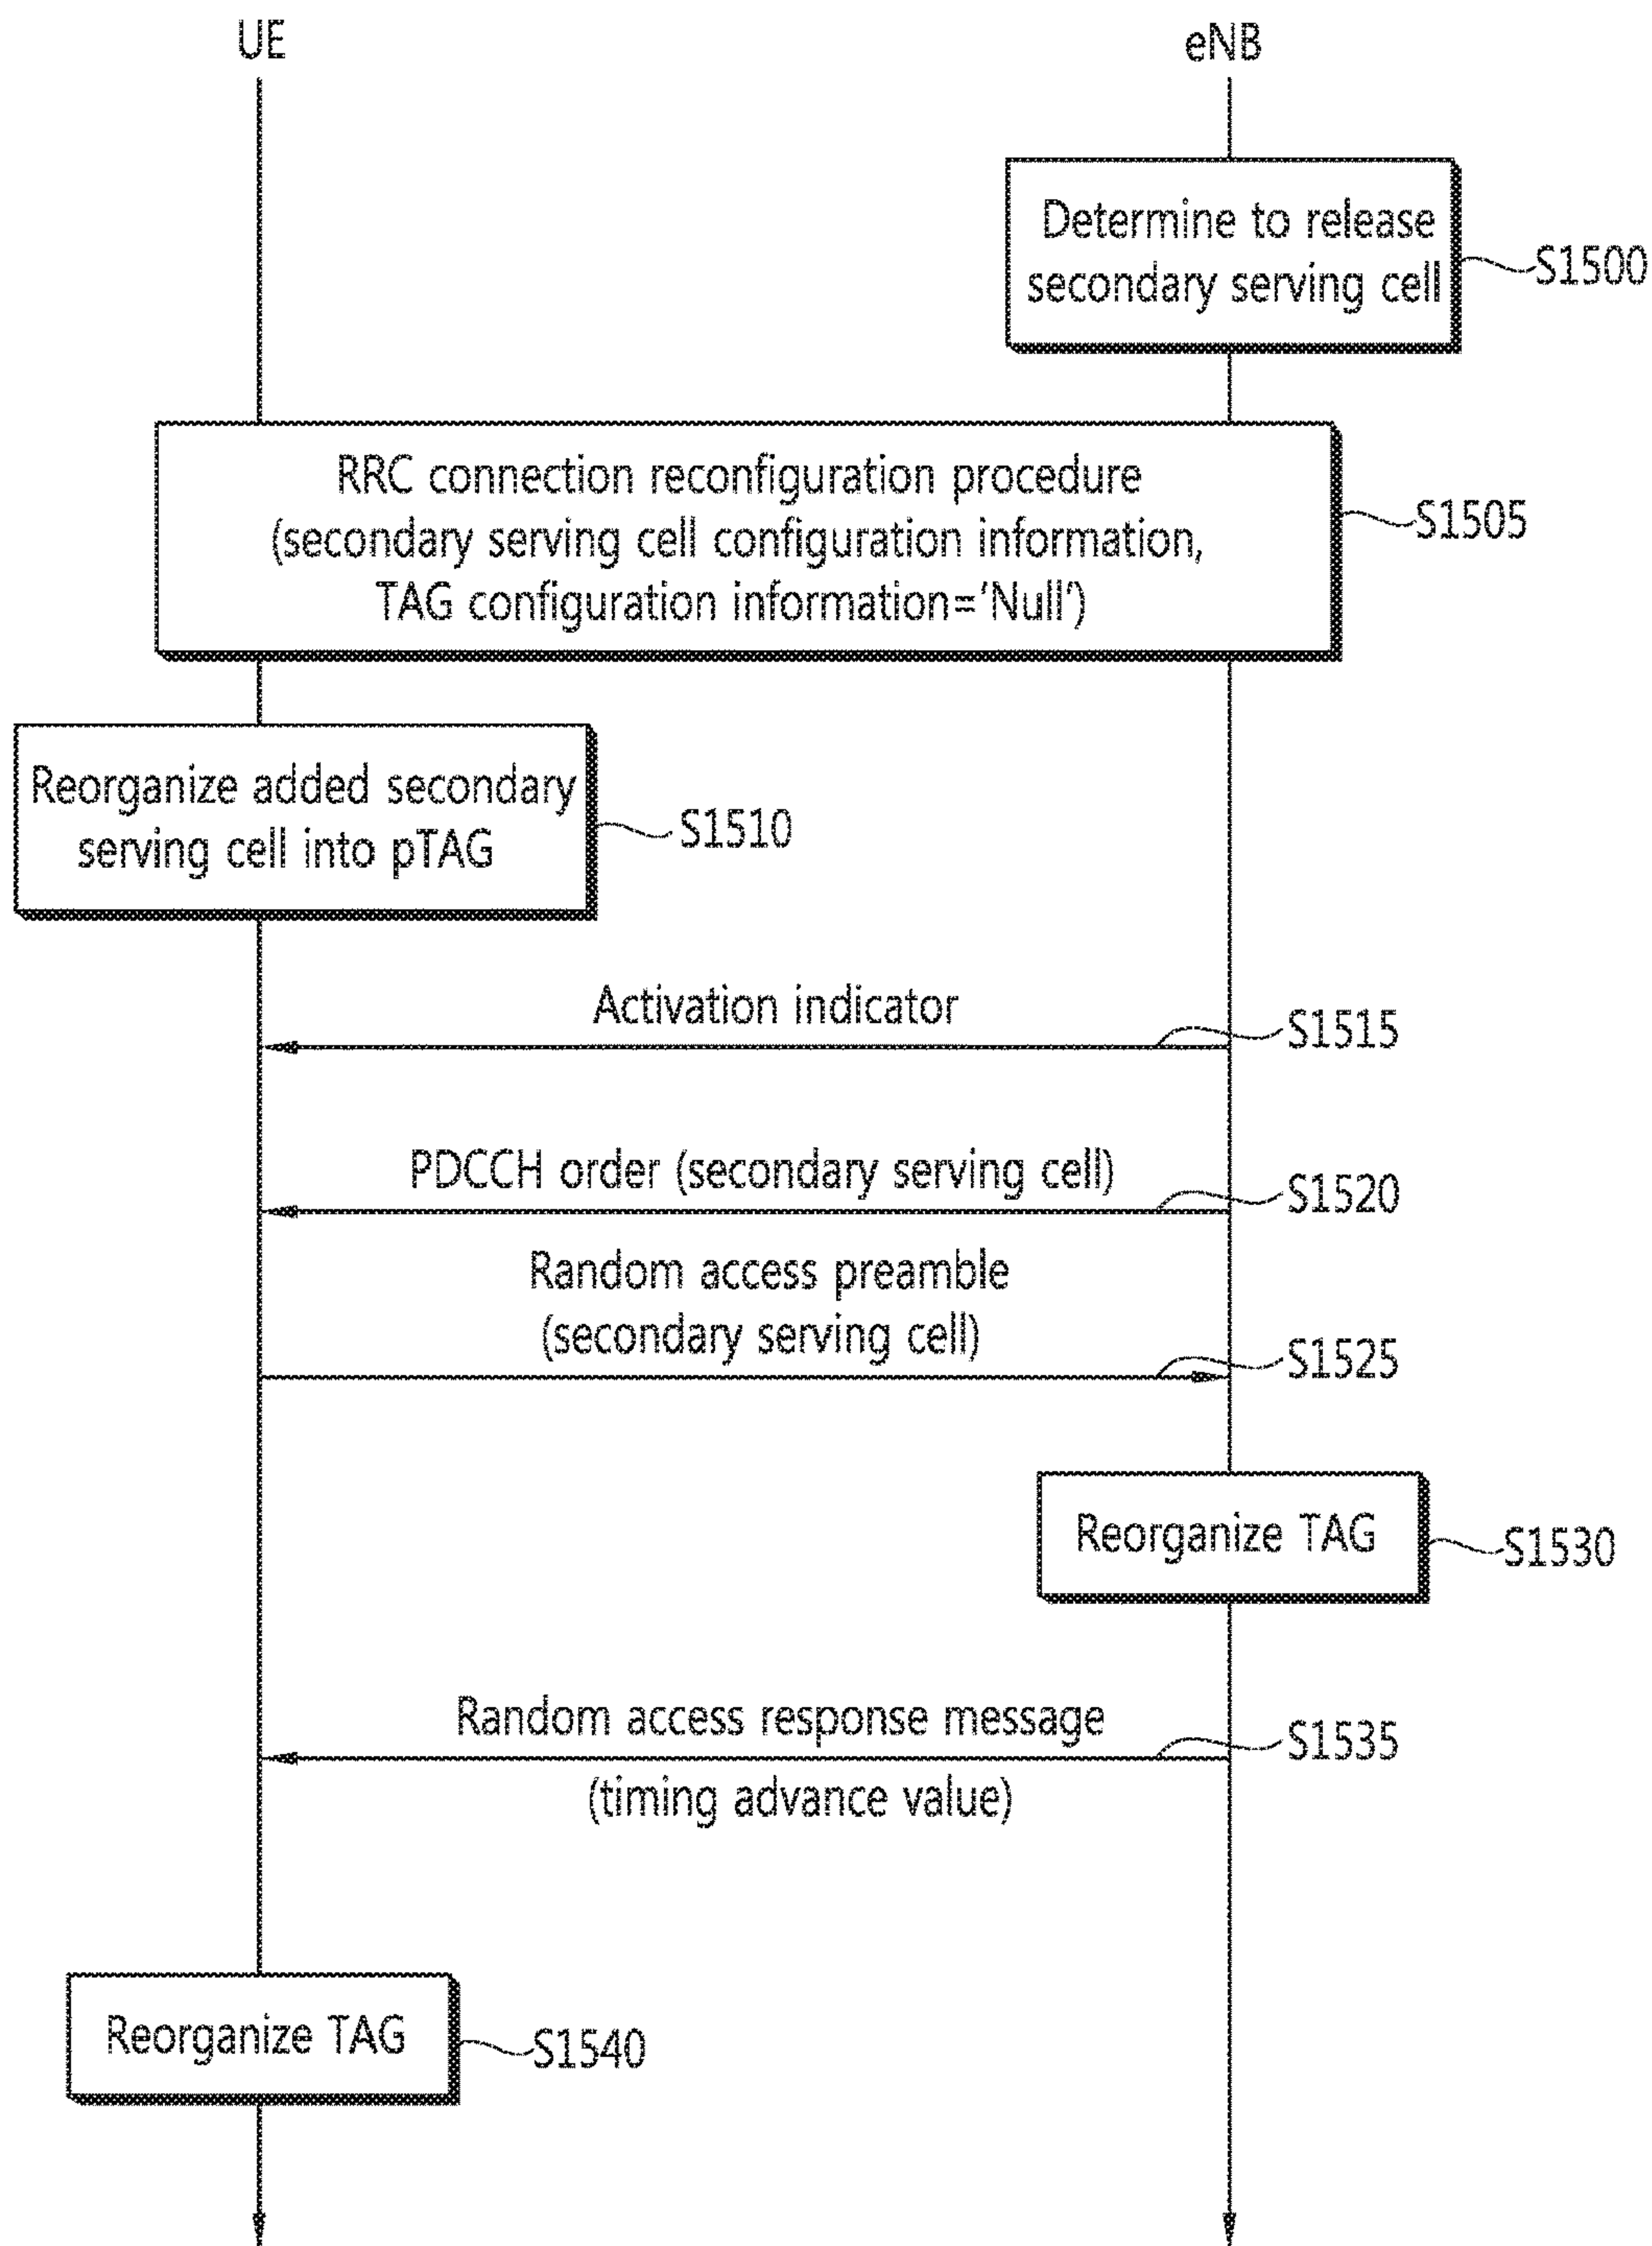 UE
eNB
Determine to release
secondary serving cell
S1500
RRC connection reconfiguration procedure
(secondary serving cell configuration information,
TAG configuration information='Null')
S1505
Reorganize added secondary
serving cell into pTAG
S1510
Activation indicator
S1515
PDCCH order (secondary serving cell)
S1520
Random access preamble
(secondary serving cell)
S1525
Reorganize TAG
S1530
Random access response message
S1535
(timing advance value)
Reorganize TAG
S1540